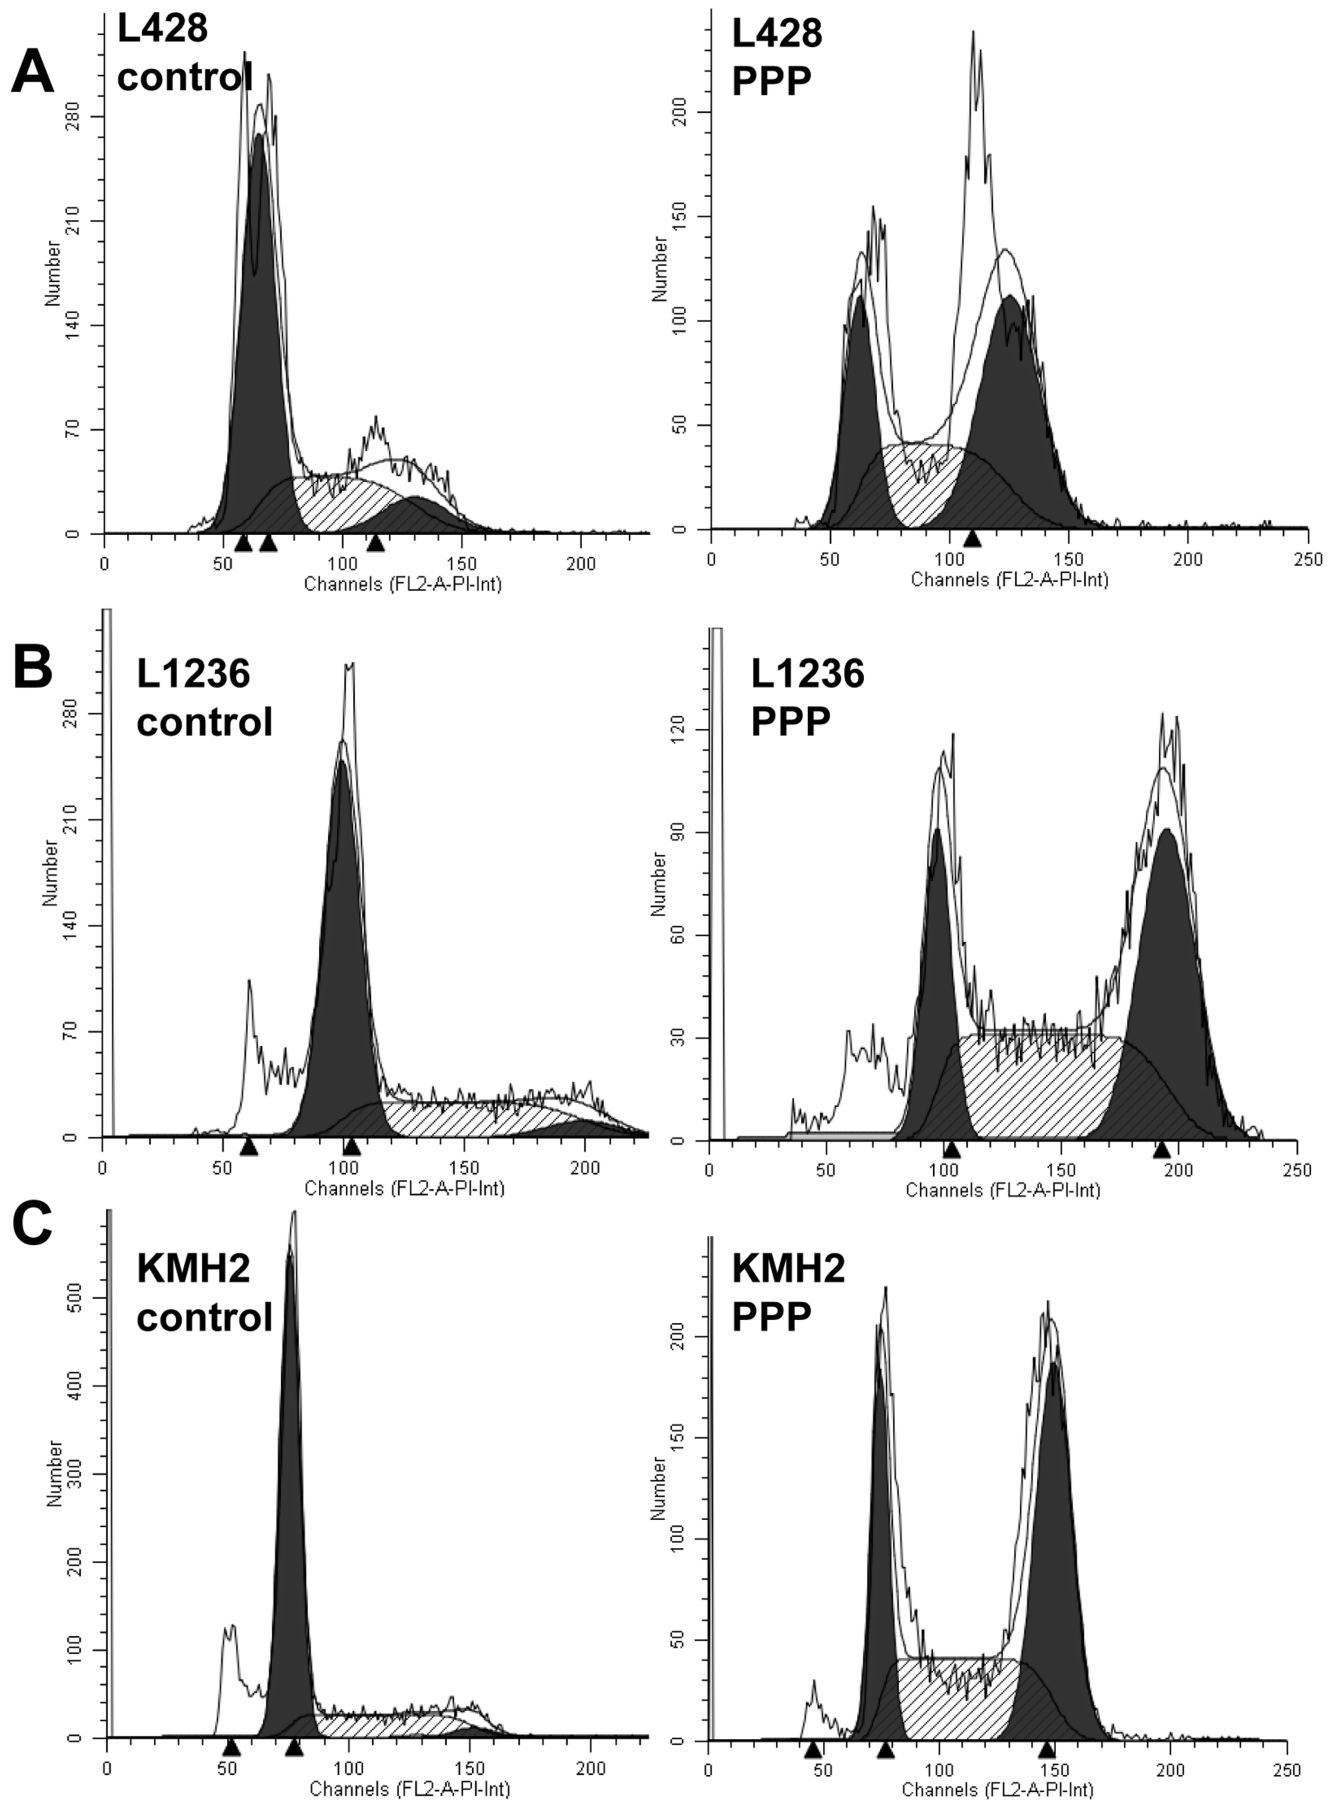 A
L428
control
280
210
140
70
0
Number
0 50 100 150 200
Channels (FL2-A-PI-Int)
L428
PPP
200
150
100
50
0
Number
0 50 100 150 200 250
Channels (FL2-A-PI-Int)
B
L1236
control
280
210
140
70
0
Number
0 50 100 150 200
Channels (FL2-A-PI-Int)
L1236
PPP
120
90
60
30
0
Number
0 50 100 150 200 250
Channels (FL2-A-PI-Int)
C
KMH2
control
500
400
300
200
100
0
Number
0 50 100 150 200
Channels (FL2-A-PI-Int)
KMH2
PPP
200
150
100
50
0
Number
0 50 100 150 200 250
Channels (FL2-A-PI-Int)